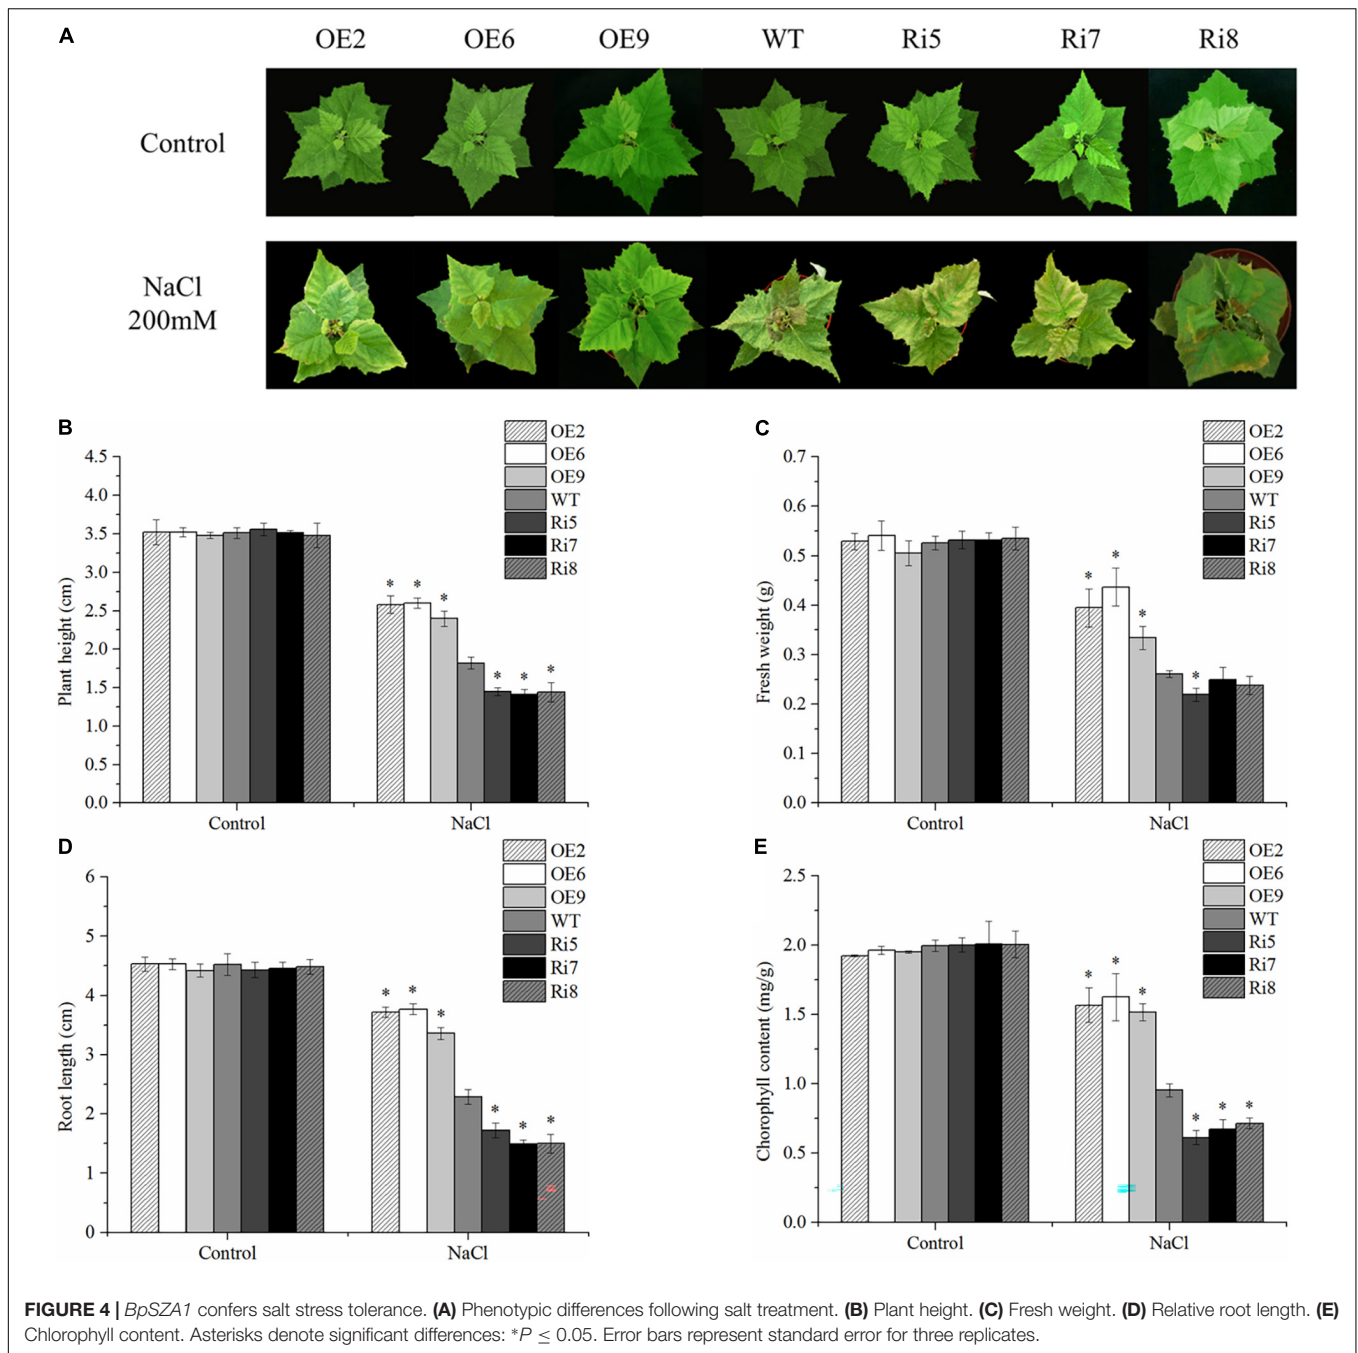 A
OE2 OE6 OE9 WT Ri5 Ri7 Ri8
Control
NaCl
200mM
B
OE2
OE6
OE9
WT
Ri5
Ri7
Ri8
4.5
4.0
3.5
3.0
2.5
2.0
1.5
1.0
0.5
0.0
Plant height (cm)
* * * * * *
Control NaCl
C
OE2
OE6
OE9
WT
Ri5
Ri7
Ri8
0.7
0.6
0.5
0.4
0.3
0.2
0.1
0.0
Fresh weight (g)
* * * *
Control NaCl
D
OE2
OE6
OE9
WT
Ri5
Ri7
Ri8
6
5
4
3
2
1
0
Root length (cm)
* * * * * *
Control NaCl
E
OE2
OE6
OE9
WT
Ri5
Ri7
Ri8
2.5
2.0
1.5
1.0
0.5
0.0
Chorophyll content (mg/g)
* * * * * *
Control NaCl
FIGURE 4 | BpSZA1 confers salt stress tolerance. (A) Phenotypic differences following salt treatment. (B) Plant height. (C) Fresh weight. (D) Relative root length. (E)
Chlorophyll content. Asterisks denote significant differences: *P ≤ 0.05. Error bars represent standard error for three replicates.